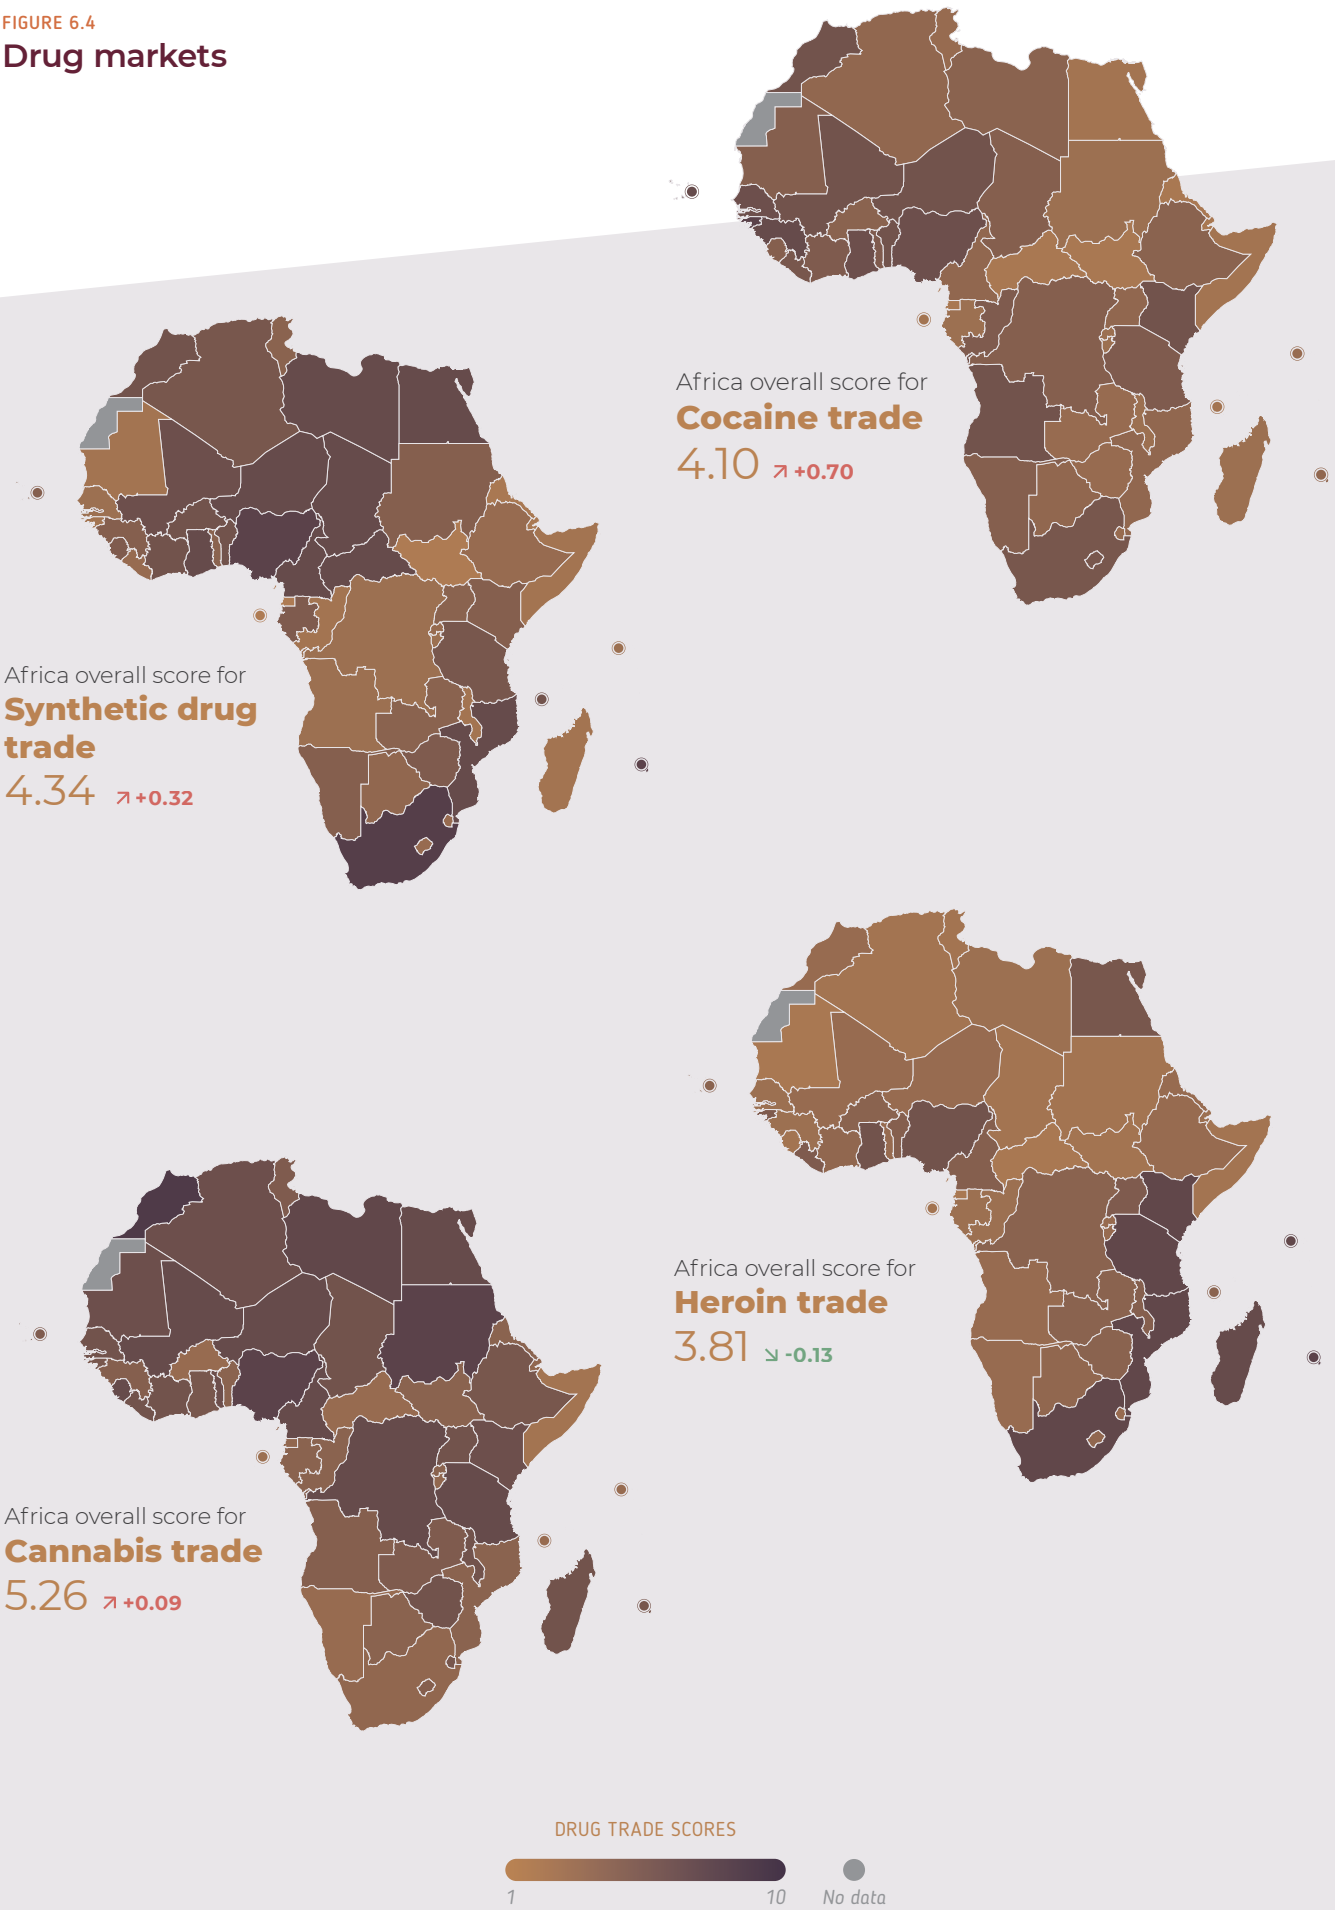 FIGURE 6.4
Drug markets
Africa overall score for
Cocaine trade
4.10 ↗ +0.70
Africa overall score for
Synthetic drug
trade
4.34 ↗ +0.32
Africa overall score for
Heroin trade
3.81 ↘ -0.13
Africa overall score for
Cannabis trade
5.26 ↗ +0.09
DRUG TRADE SCORES
1 10 No data